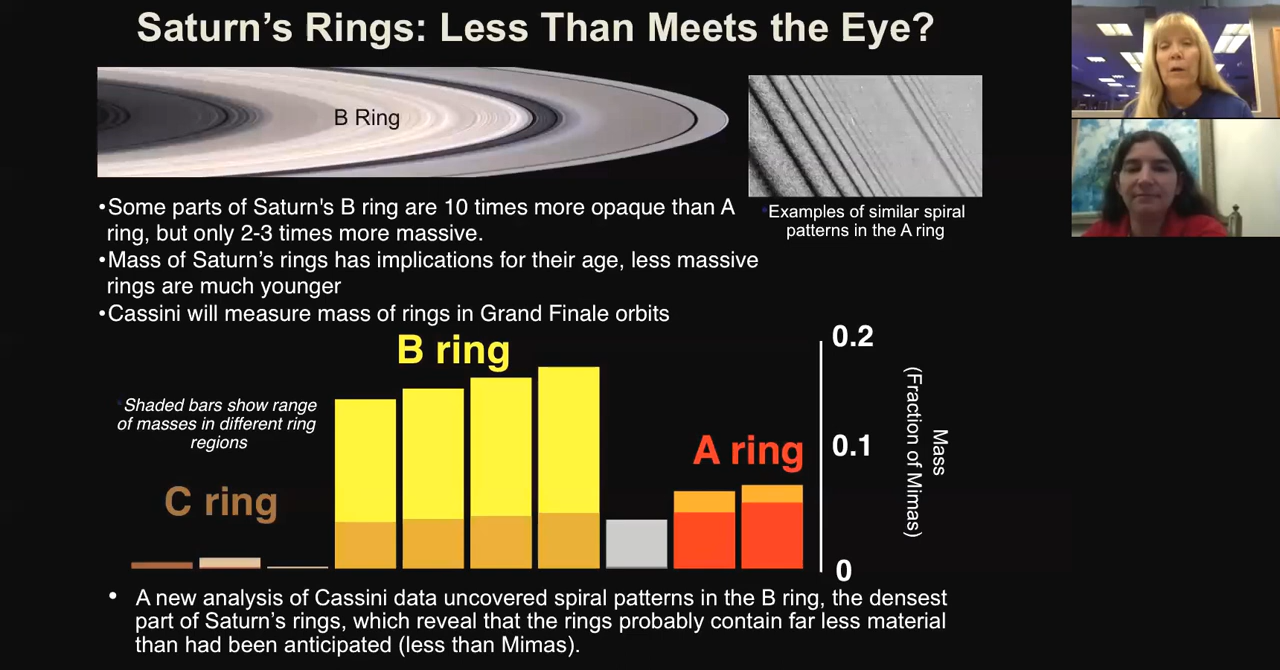 Saturn's Rings: Less Than Meets the Eye?
B Ring
•Some parts of Saturn's B ring are 10 times more opaque than A
ring, but only 2-3 times more massive.
•Mass of Saturn's rings has implications for their age, less massive
rings are much younger
•Cassini will measure mass of rings in Grand Finale orbits
•Examples of similar spiral
patterns in the A ring
B ring
•Shaded bars show range
of masses in different ring
regions
C ring
A ring
0.2
0.1
0
Mass
(Fraction of Mimas)
• A new analysis of Cassini data uncovered spiral patterns in the B ring, the densest
part of Saturn's rings, which reveal that the rings probably contain far less material
than had been anticipated (less than Mimas).